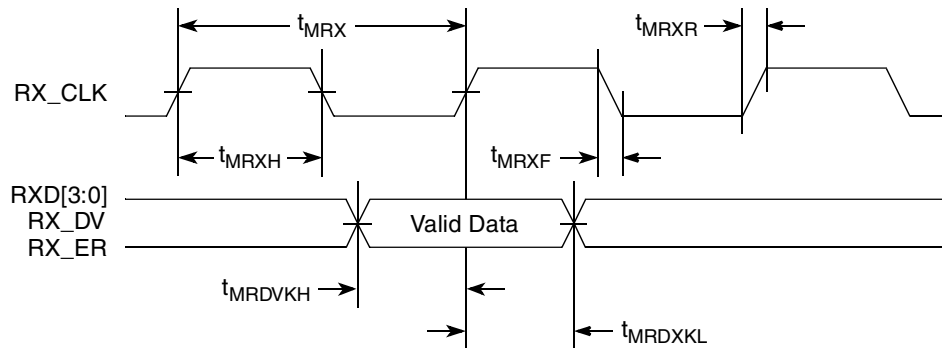 tMRX
tMRXR
RX_CLK
tMRXH
tMRXF
RXD[3:0]
RX_DV
Valid Data
RX_ER
tMRDVKH
tMRDXKL